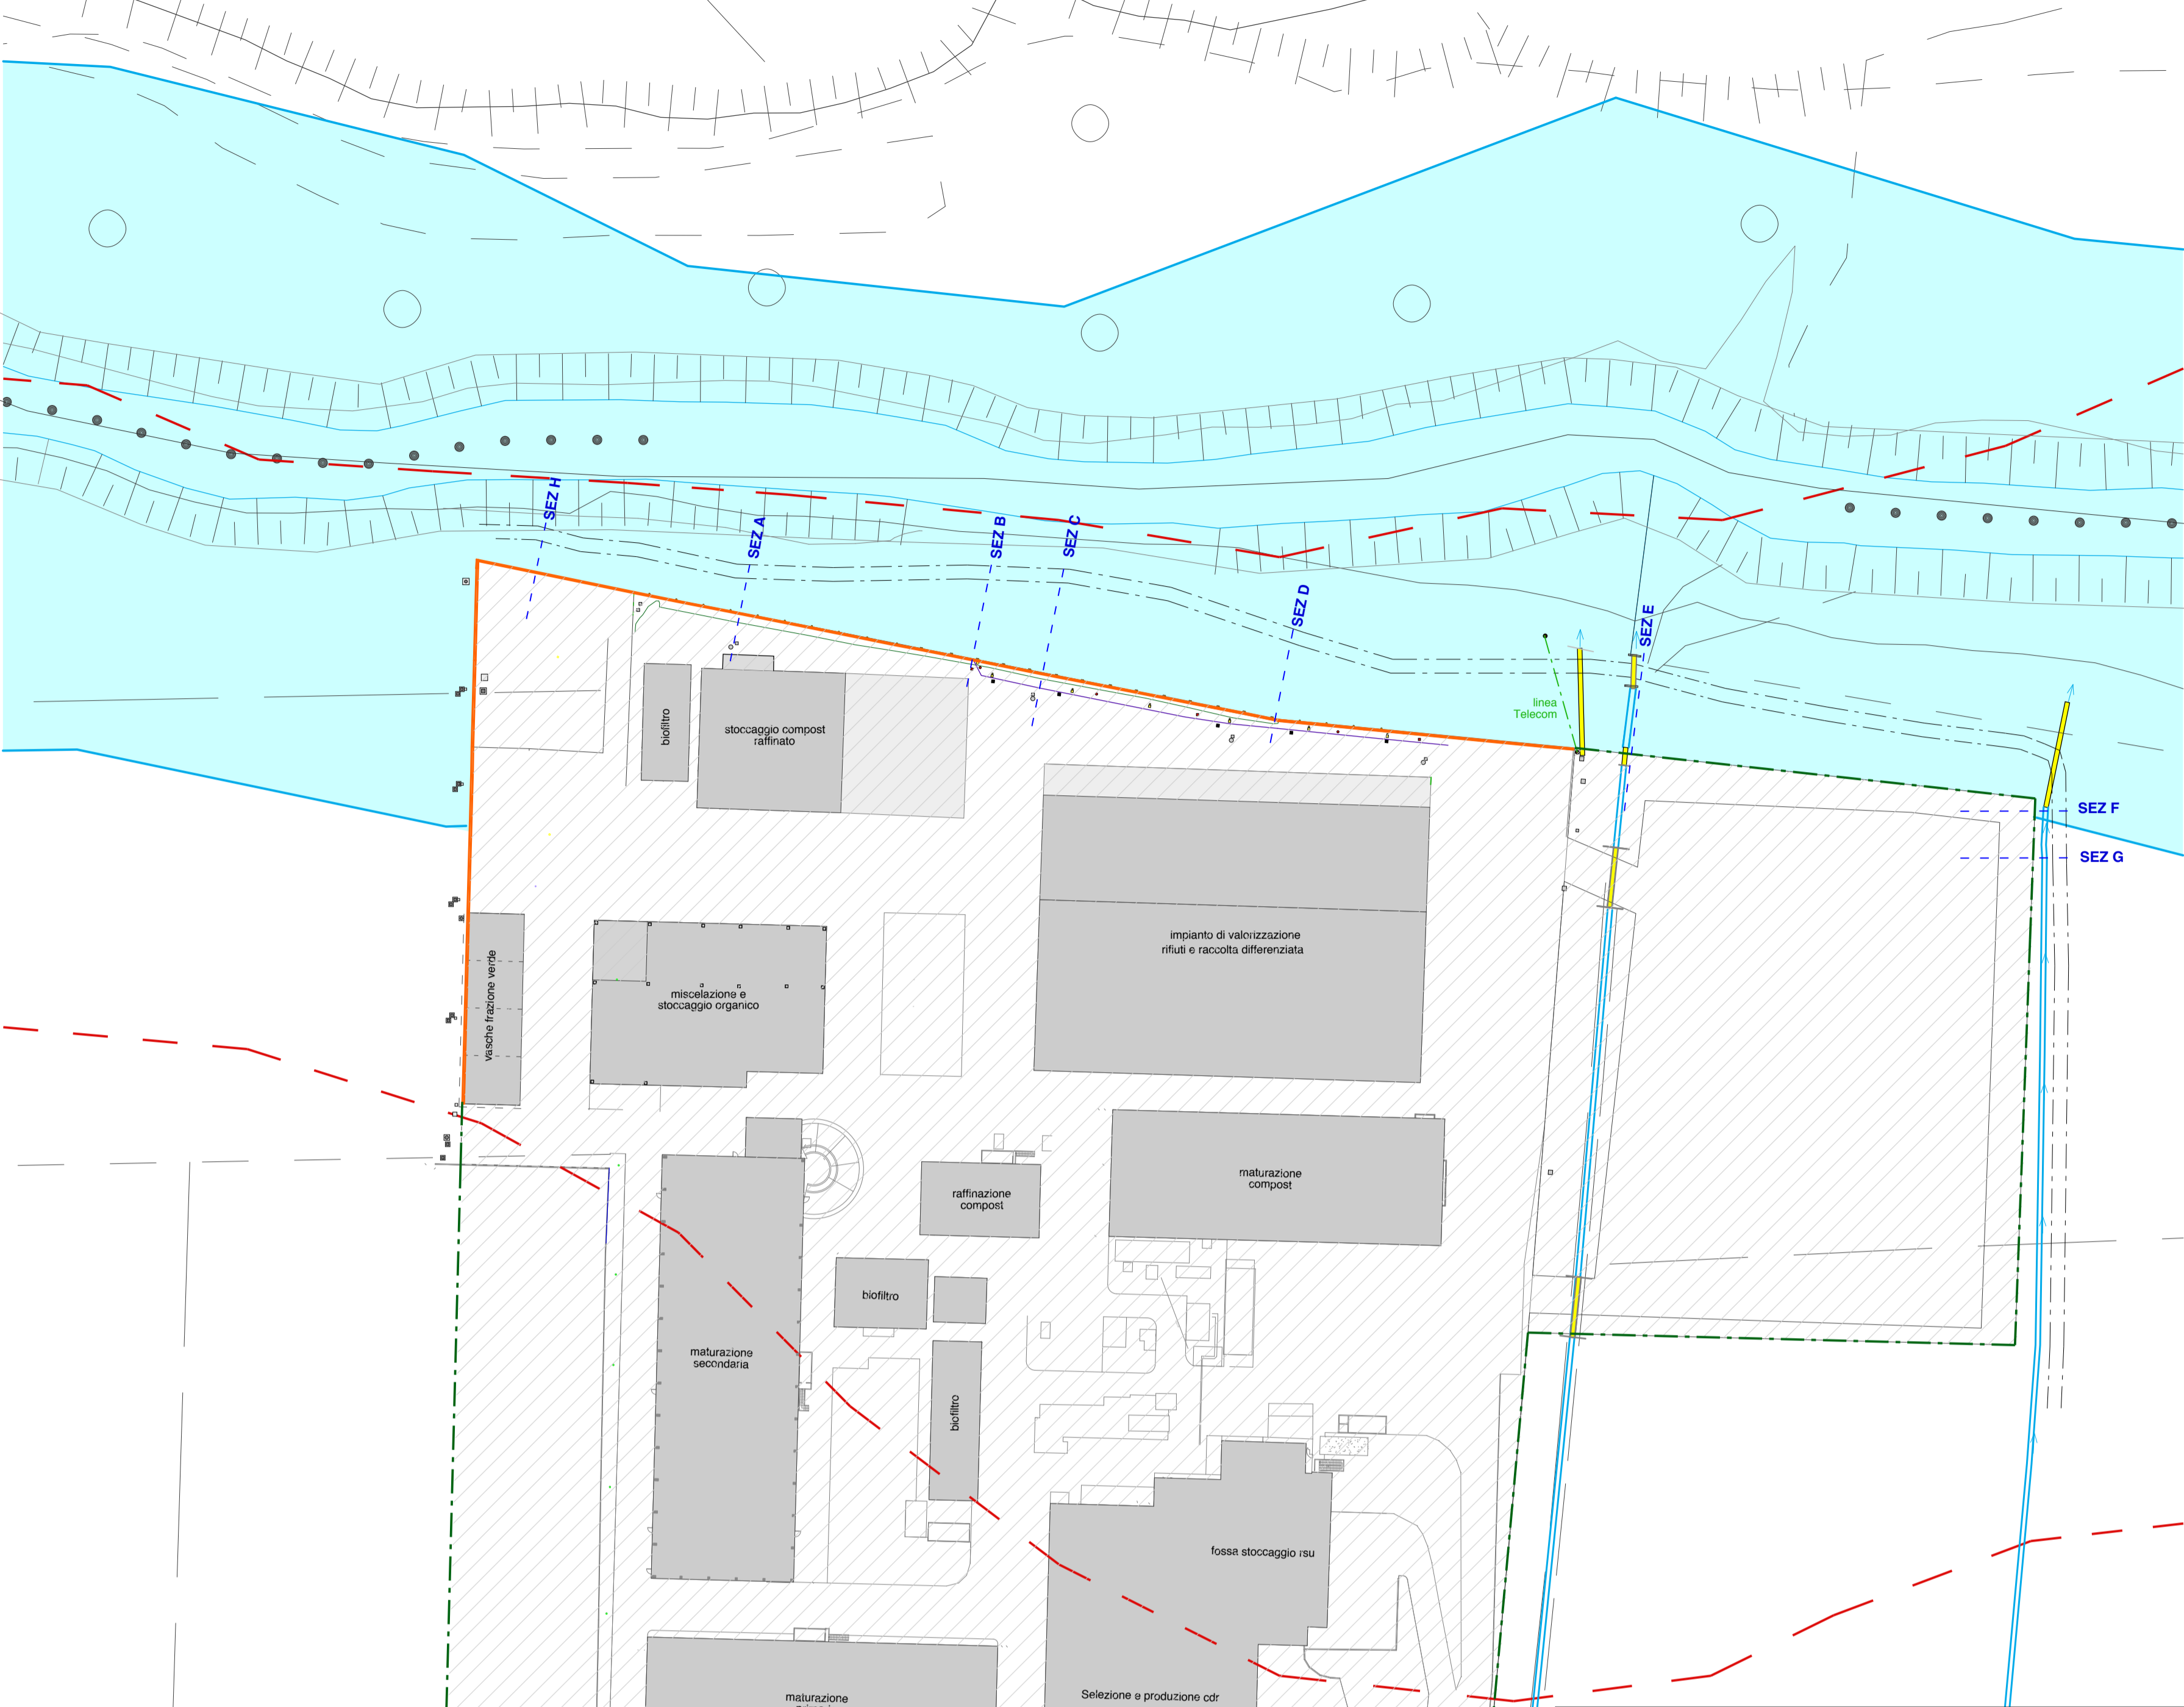 SEZ H
SEZ A
SEZ B
SEZ C
SEZ D
SEZ E
linea
Telecom
biofiltro
stoccaggio compost
raffinato
SEZ F
SEZ G
impianto di valorizzazione
rifiuti e raccolta differenziata
vasche frazione verde
miscelazione e
stoccaggio organico
maturazione
compost
raffinazione
compost
biofiltro
maturazione
secondaria
biofiltro
fossa stoccaggio rsu
Selezione e produzione cdr
maturazione